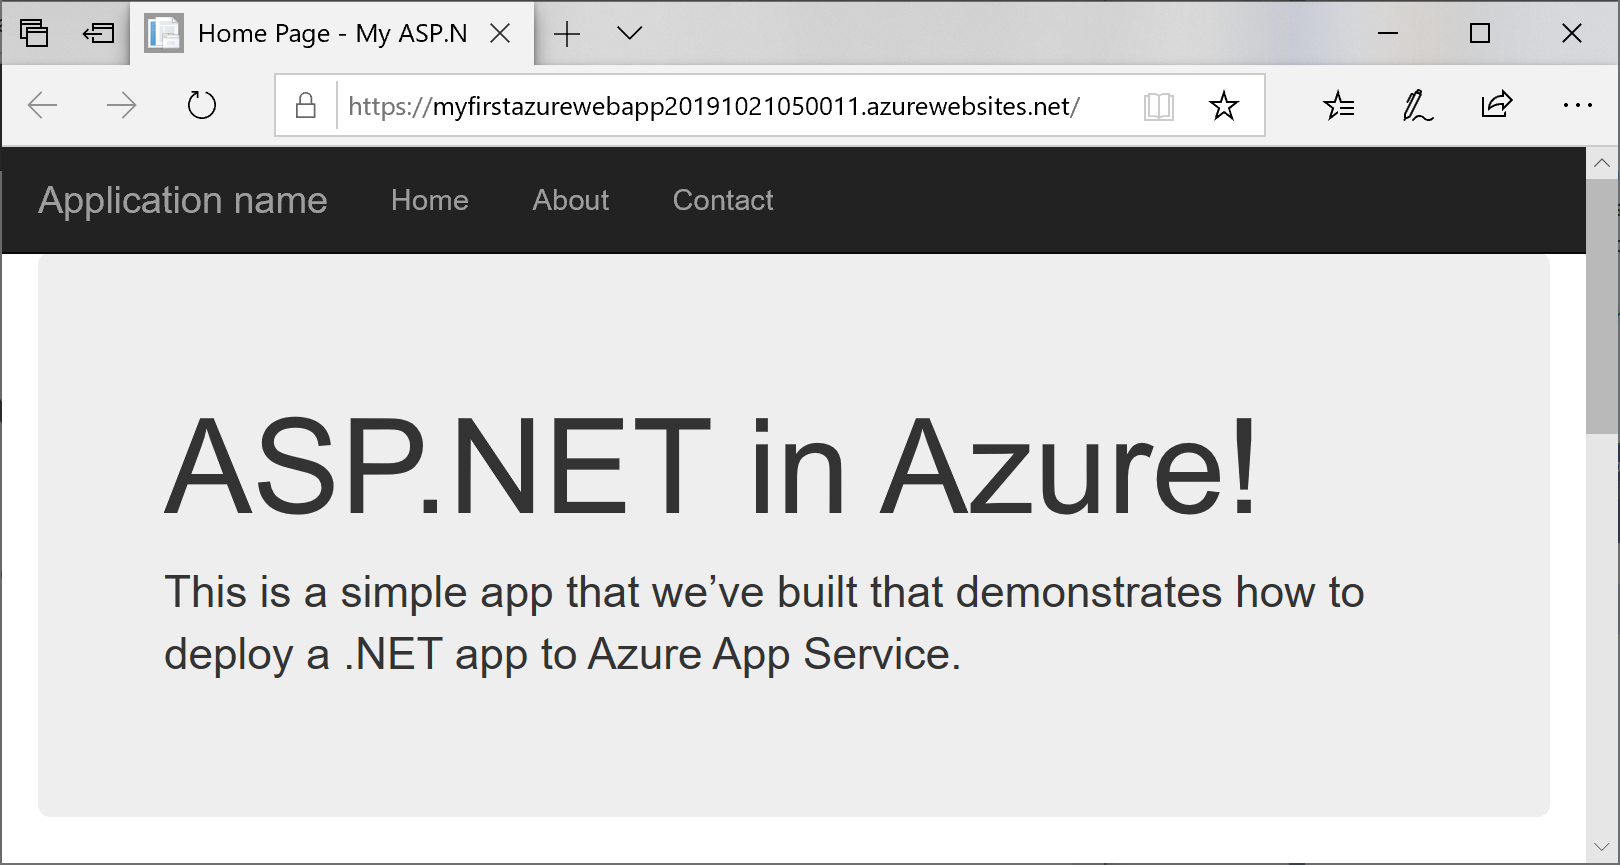 Home Page - My ASP.N
https://myfirstazurewebapp20191021050011.azurewebsites.net/
Application name Home About Contact
ASP.NET in Azure!
This is a simple app that we’ve built that demonstrates how to
deploy a .NET app to Azure App Service.